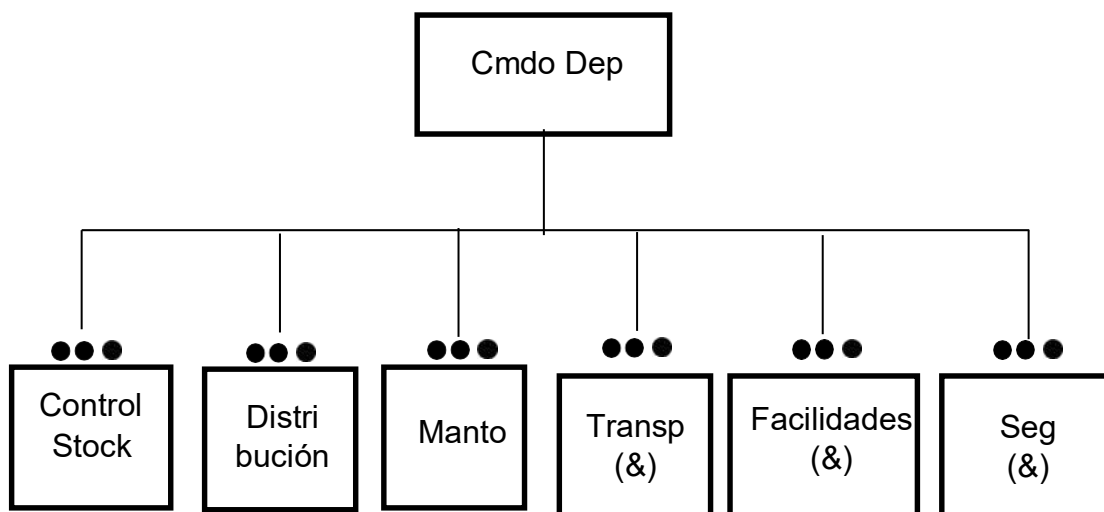 Cmdo Dep
Control
Stock
Distri
bución
Manto
Transp
(&)
Facilidades
(&)
Seg
(&)